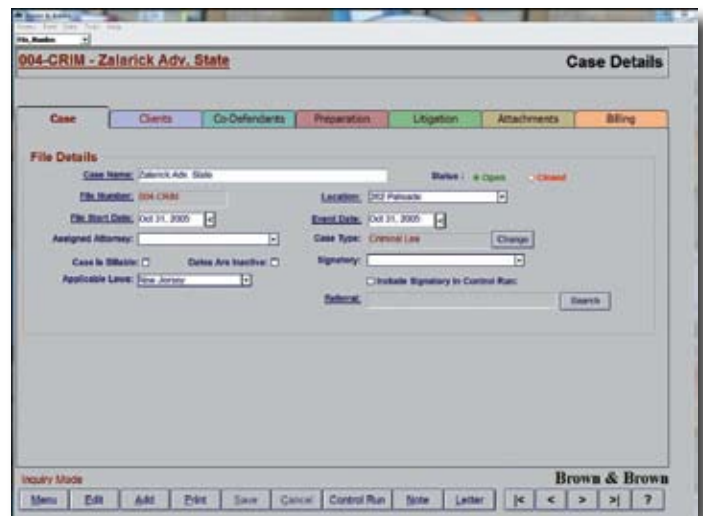 File_Number
004-CRIM - Zalarick Adv. State
Case Details
Case Clients Co-Defendants Preparation Litigation Attachments Billing
File Details
Case Name: Zalarick Adv. State
Status : Open Closed
File Number: 004-CRIM
Location: 252 Palisade
File Start Date: Oct 31, 2005
Event Date: Oct 31, 2005
Assigned Attorney:
Case Type: Criminal Law Change
Case Is Billable: Dates Are Inactive:
Signatory:
Applicable Laws: New Jersey
Include Signatory In Control Run:
Referral: Search
Inquiry Mode
Brown & Brown
Menu Edit Add Print Save Cancel Control Run Note Letter |< < > >| ?